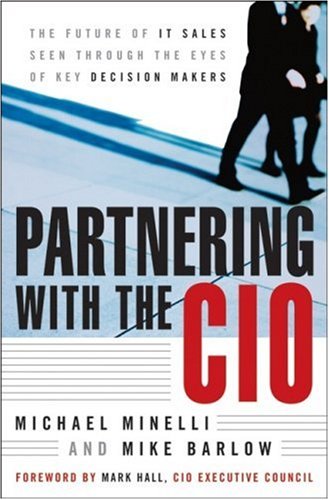 THE FUTURE OF IT SALES
SEEN THROUGH THE EYES
OF KEY DECISION MAKERS
PARTNERING
WITH THE CIO
MICHAEL MINELLI
AND MIKE BARLOW
FOREWORD BY MARK HALL, CIO EXECUTIVE COUNCIL